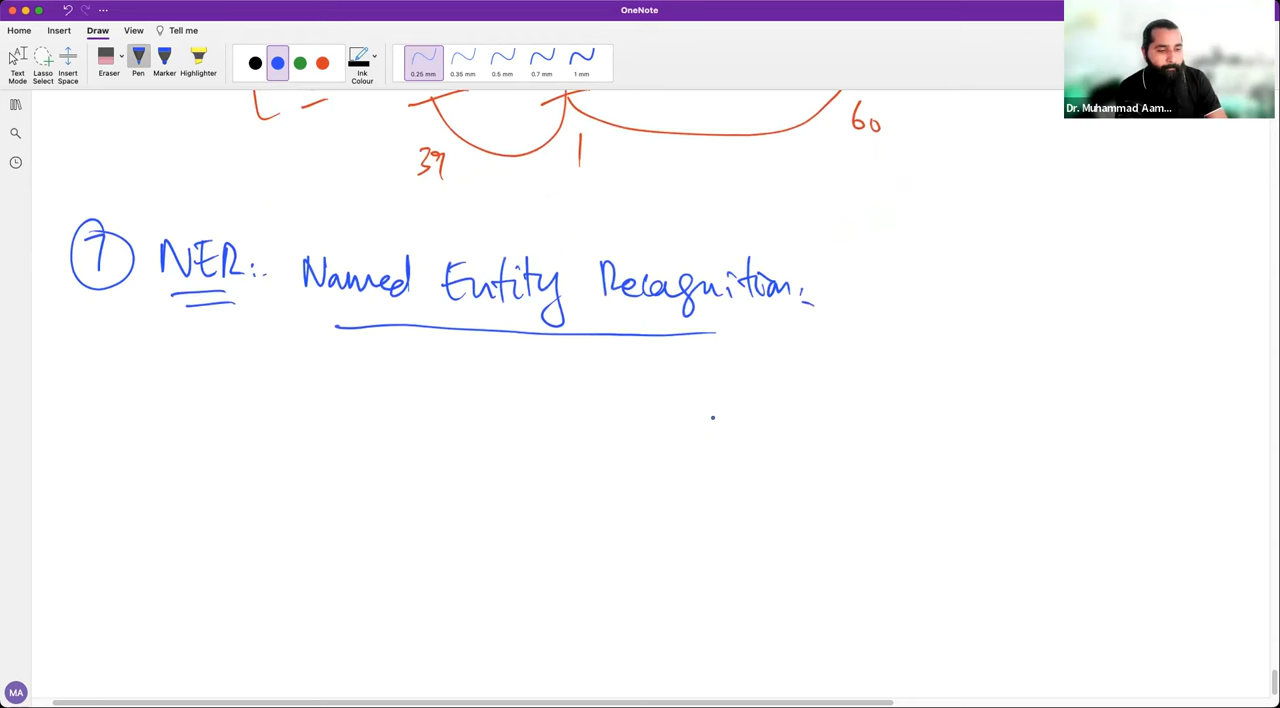 OneNote
Home Insert Draw View Tell me
Text Mode
Lasso Select
Insert Space
Eraser
Pen
Marker
Highlighter
Ink Colour
0.25 mm
0.35 mm
0.5 mm
0.7 mm
1 mm
Dr. Muhammad Aam...
39
1
60
7 NER:- Named Entity Recognition:
MA